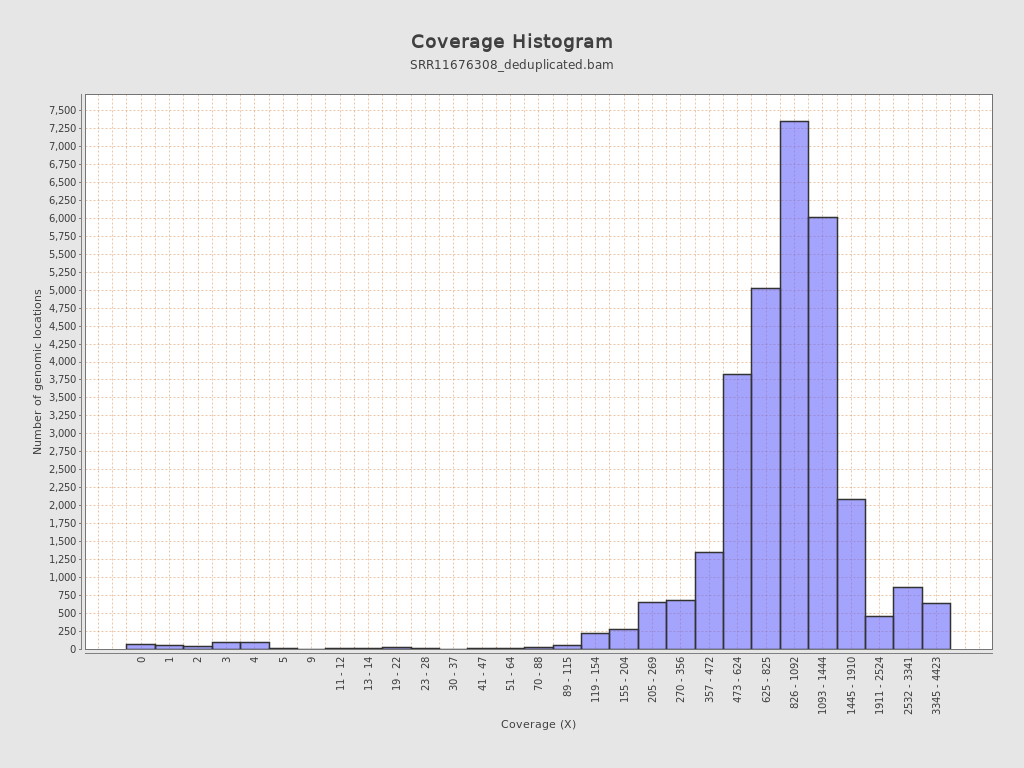 Coverage Histogram
SRR11676308_deduplicated.bam
Number of genomic locations
7,500
7,250
7,000
6,750
6,500
6,250
6,000
5,750
5,500
5,250
5,000
4,750
4,500
4,250
4,000
3,750
3,500
3,250
3,000
2,750
2,500
2,250
2,000
1,750
1,500
1,250
1,000
750
500
250
0
0
1
2
3
4
5
9
11 - 12
13 - 14
19 - 22
23 - 28
30 - 37
41 - 47
51 - 64
70 - 88
89 - 115
119 - 154
155 - 204
205 - 269
270 - 356
357 - 472
473 - 624
625 - 825
826 - 1092
1093 - 1444
1445 - 1910
1911 - 2524
2532 - 3341
3345 - 4423
Coverage (X)